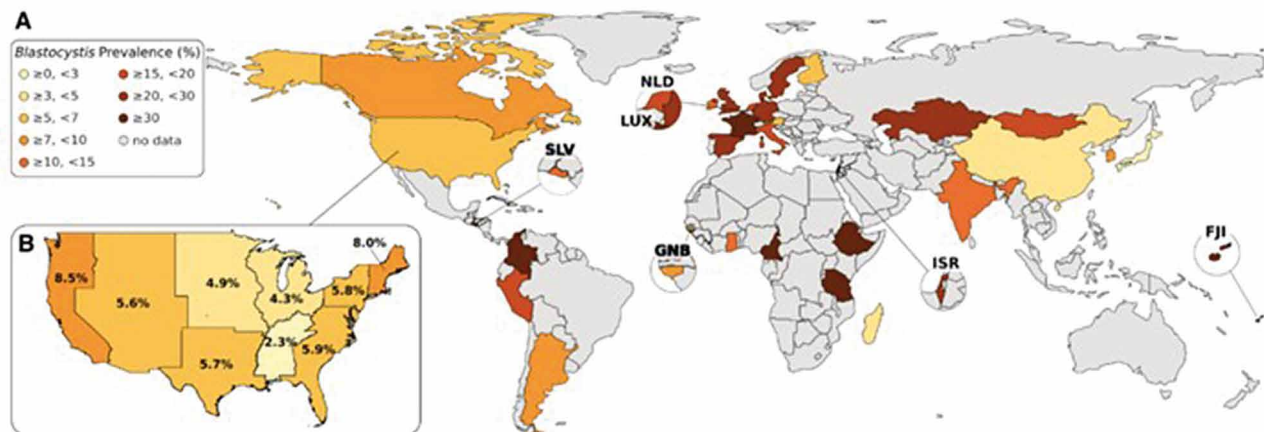 A
Blastocystis Prevalence (%)
≥0, <3
≥3, <5
≥5, <7
≥7, <10
≥10, <15
≥15, <20
≥20, <30
≥30
no data
NLD
LUX
SLV
GNB
ISR
FJI
B
8.0%
8.5%
5.6%
4.9%
4.3%
5.8%
2.3%
5.9%
5.7%